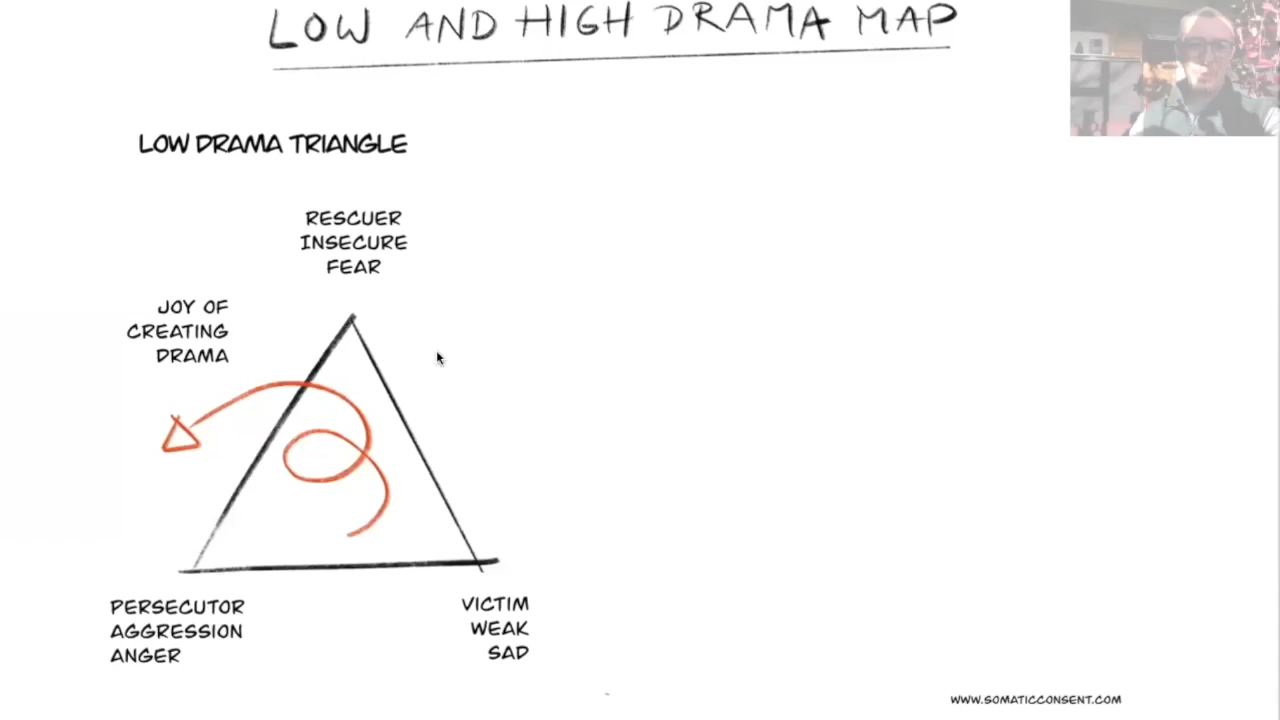 LOW AND HIGH DRAMA MAP
LOW DRAMA TRIANGLE
RESCUER
INSECURE
FEAR
JOY OF
CREATING
DRAMA
PERSECUTOR
AGGRESSION
ANGER
VICTIM
WEAK
SAD
WWW.SOMATICCONSENT.COM